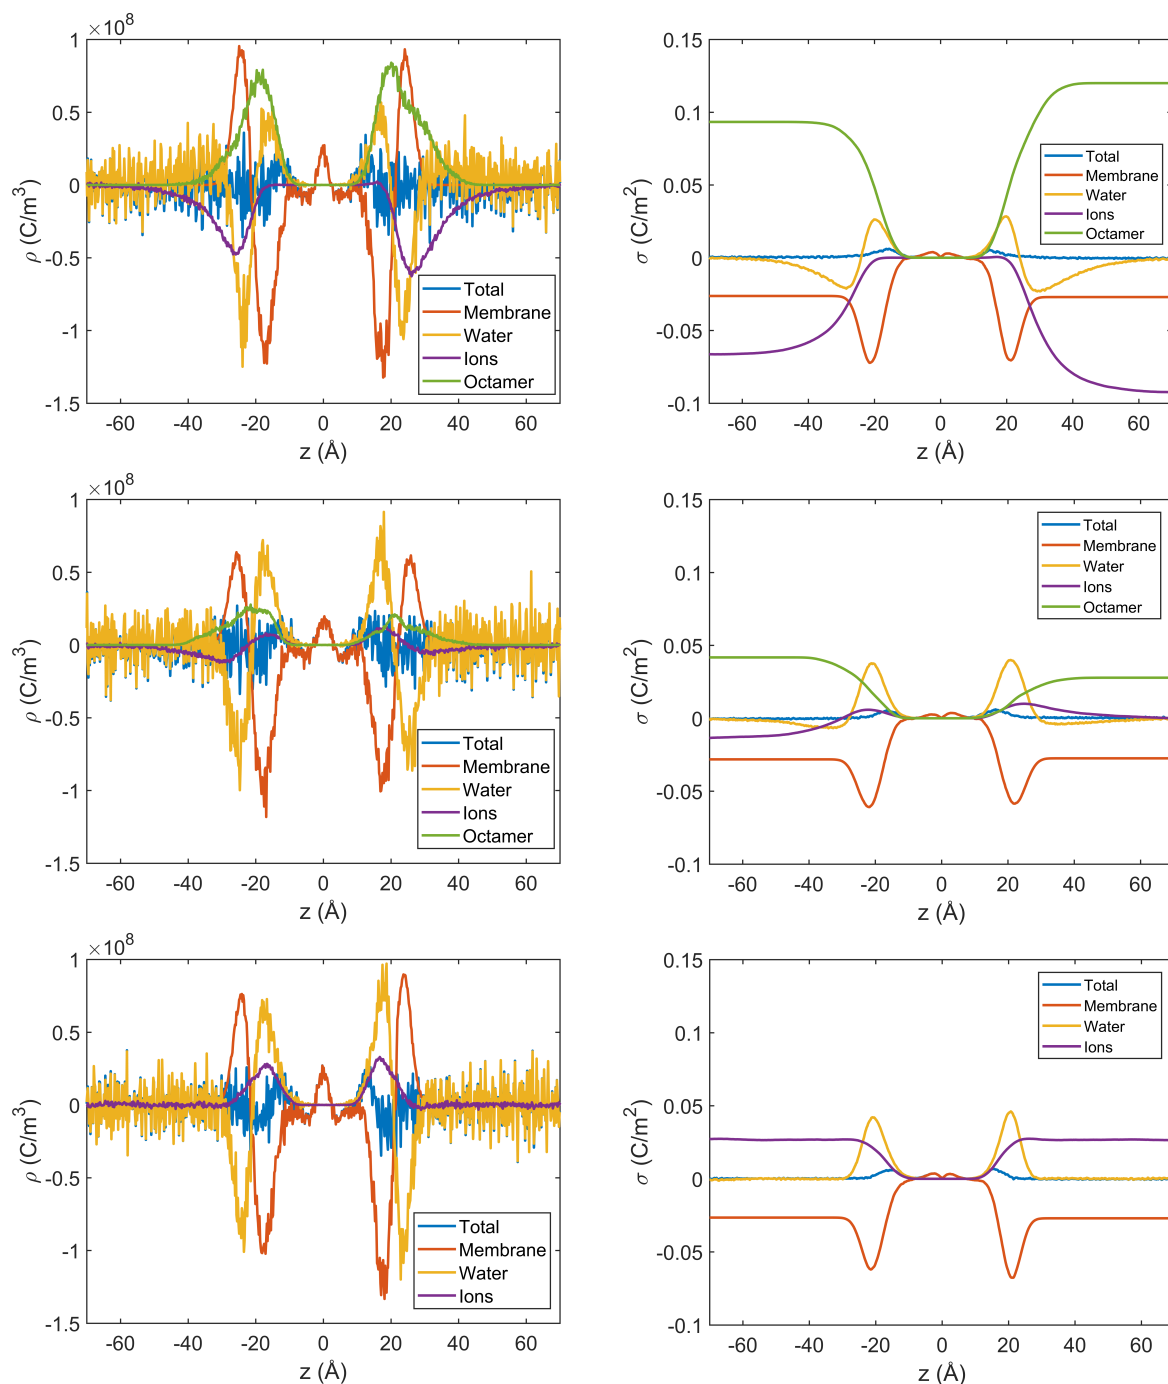 ×10^8
1
0.5
0
-0.5
-1
-1.5
ρ (C/m^3)
-60 -40 -20 0 20 40 60
z (Å)
Total
Membrane
Water
Ions
Octamer
0.15
0.1
0.05
0
-0.05
-0.1
σ (C/m^2)
-60 -40 -20 0 20 40 60
z (Å)
Total
Membrane
Water
Ions
Octamer
×10^8
1
0.5
0
-0.5
-1
-1.5
ρ (C/m^3)
-60 -40 -20 0 20 40 60
z (Å)
Total
Membrane
Water
Ions
Octamer
0.15
0.1
0.05
0
-0.05
-0.1
σ (C/m^2)
-60 -40 -20 0 20 40 60
z (Å)
Total
Membrane
Water
Ions
Octamer
×10^8
1
0.5
0
-0.5
-1
-1.5
ρ (C/m^3)
-60 -40 -20 0 20 40 60
z (Å)
Total
Membrane
Water
Ions
0.15
0.1
0.05
0
-0.05
-0.1
σ (C/m^2)
-60 -40 -20 0 20 40 60
z (Å)
Total
Membrane
Water
Ions